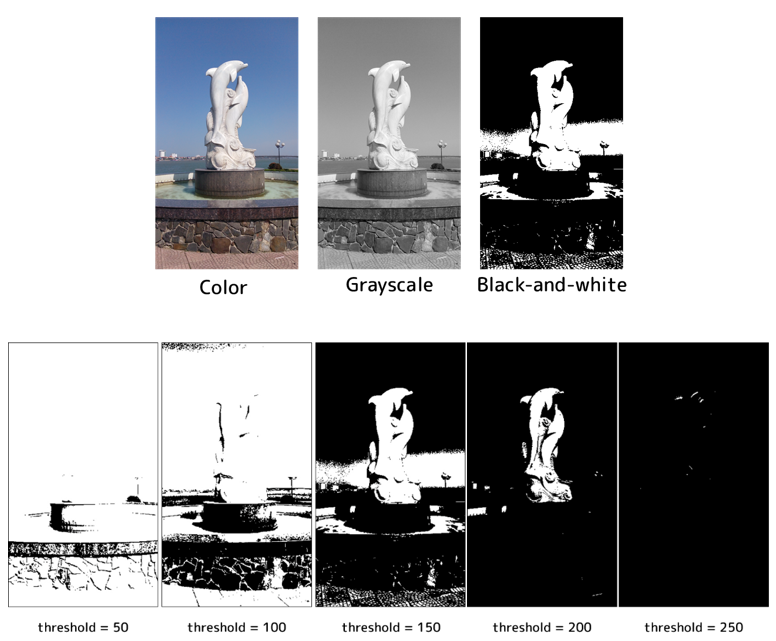 Color
Grayscale
Black-and-white
threshold = 50
threshold = 100
threshold = 150
threshold = 200
threshold = 250